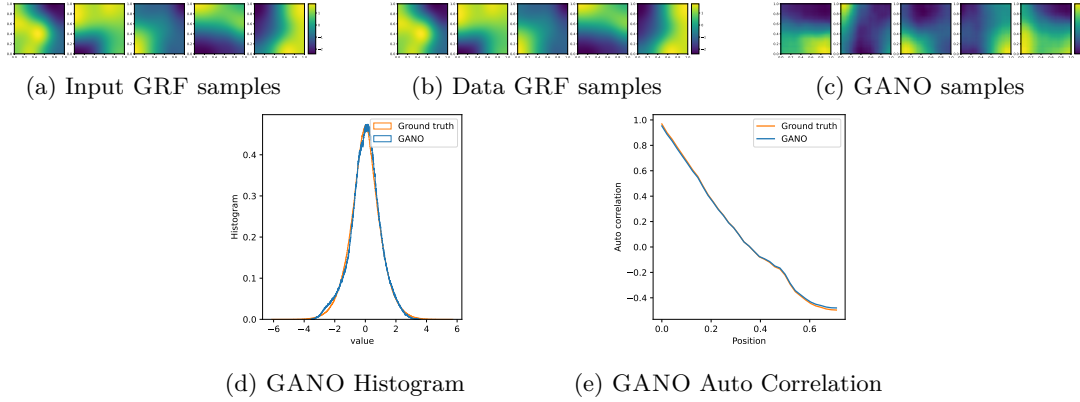 (a) Input GRF samples
(b) Data GRF samples
(c) GANO samples
Ground truth
GANO
Histogram
0.4
0.3
0.2
0.1
0.0
−6 −4 −2 0 2 4 6
value
(d) GANO Histogram
Ground truth
GANO
Auto correlation
1.0
0.8
0.6
0.4
0.2
0.0
−0.2
−0.4
0.0 0.2 0.4 0.6
Position
(e) GANO Auto Correlation